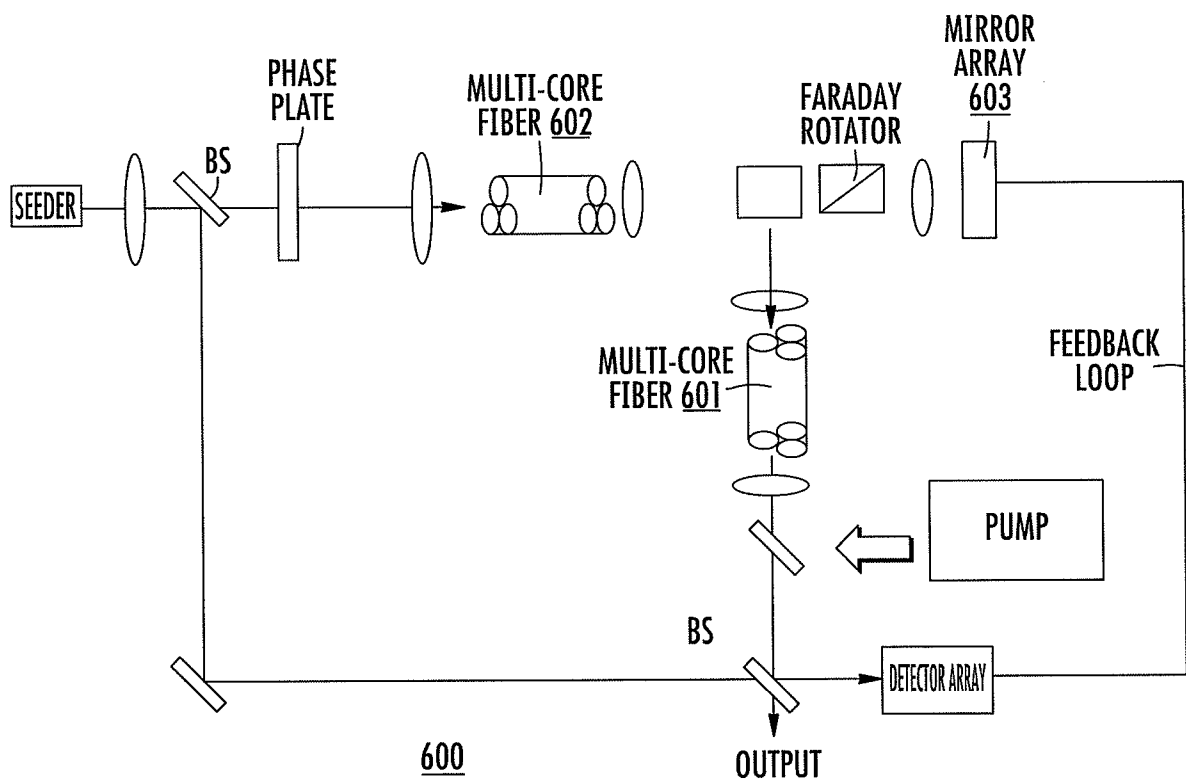 SEEDER
BS
PHASE
PLATE
MULTI-CORE
FIBER 602
FARADAY
ROTATOR
MIRROR
ARRAY
603
MULTI-CORE
FIBER 601
FEEDBACK
LOOP
PUMP
BS
DETECTOR ARRAY
OUTPUT
600